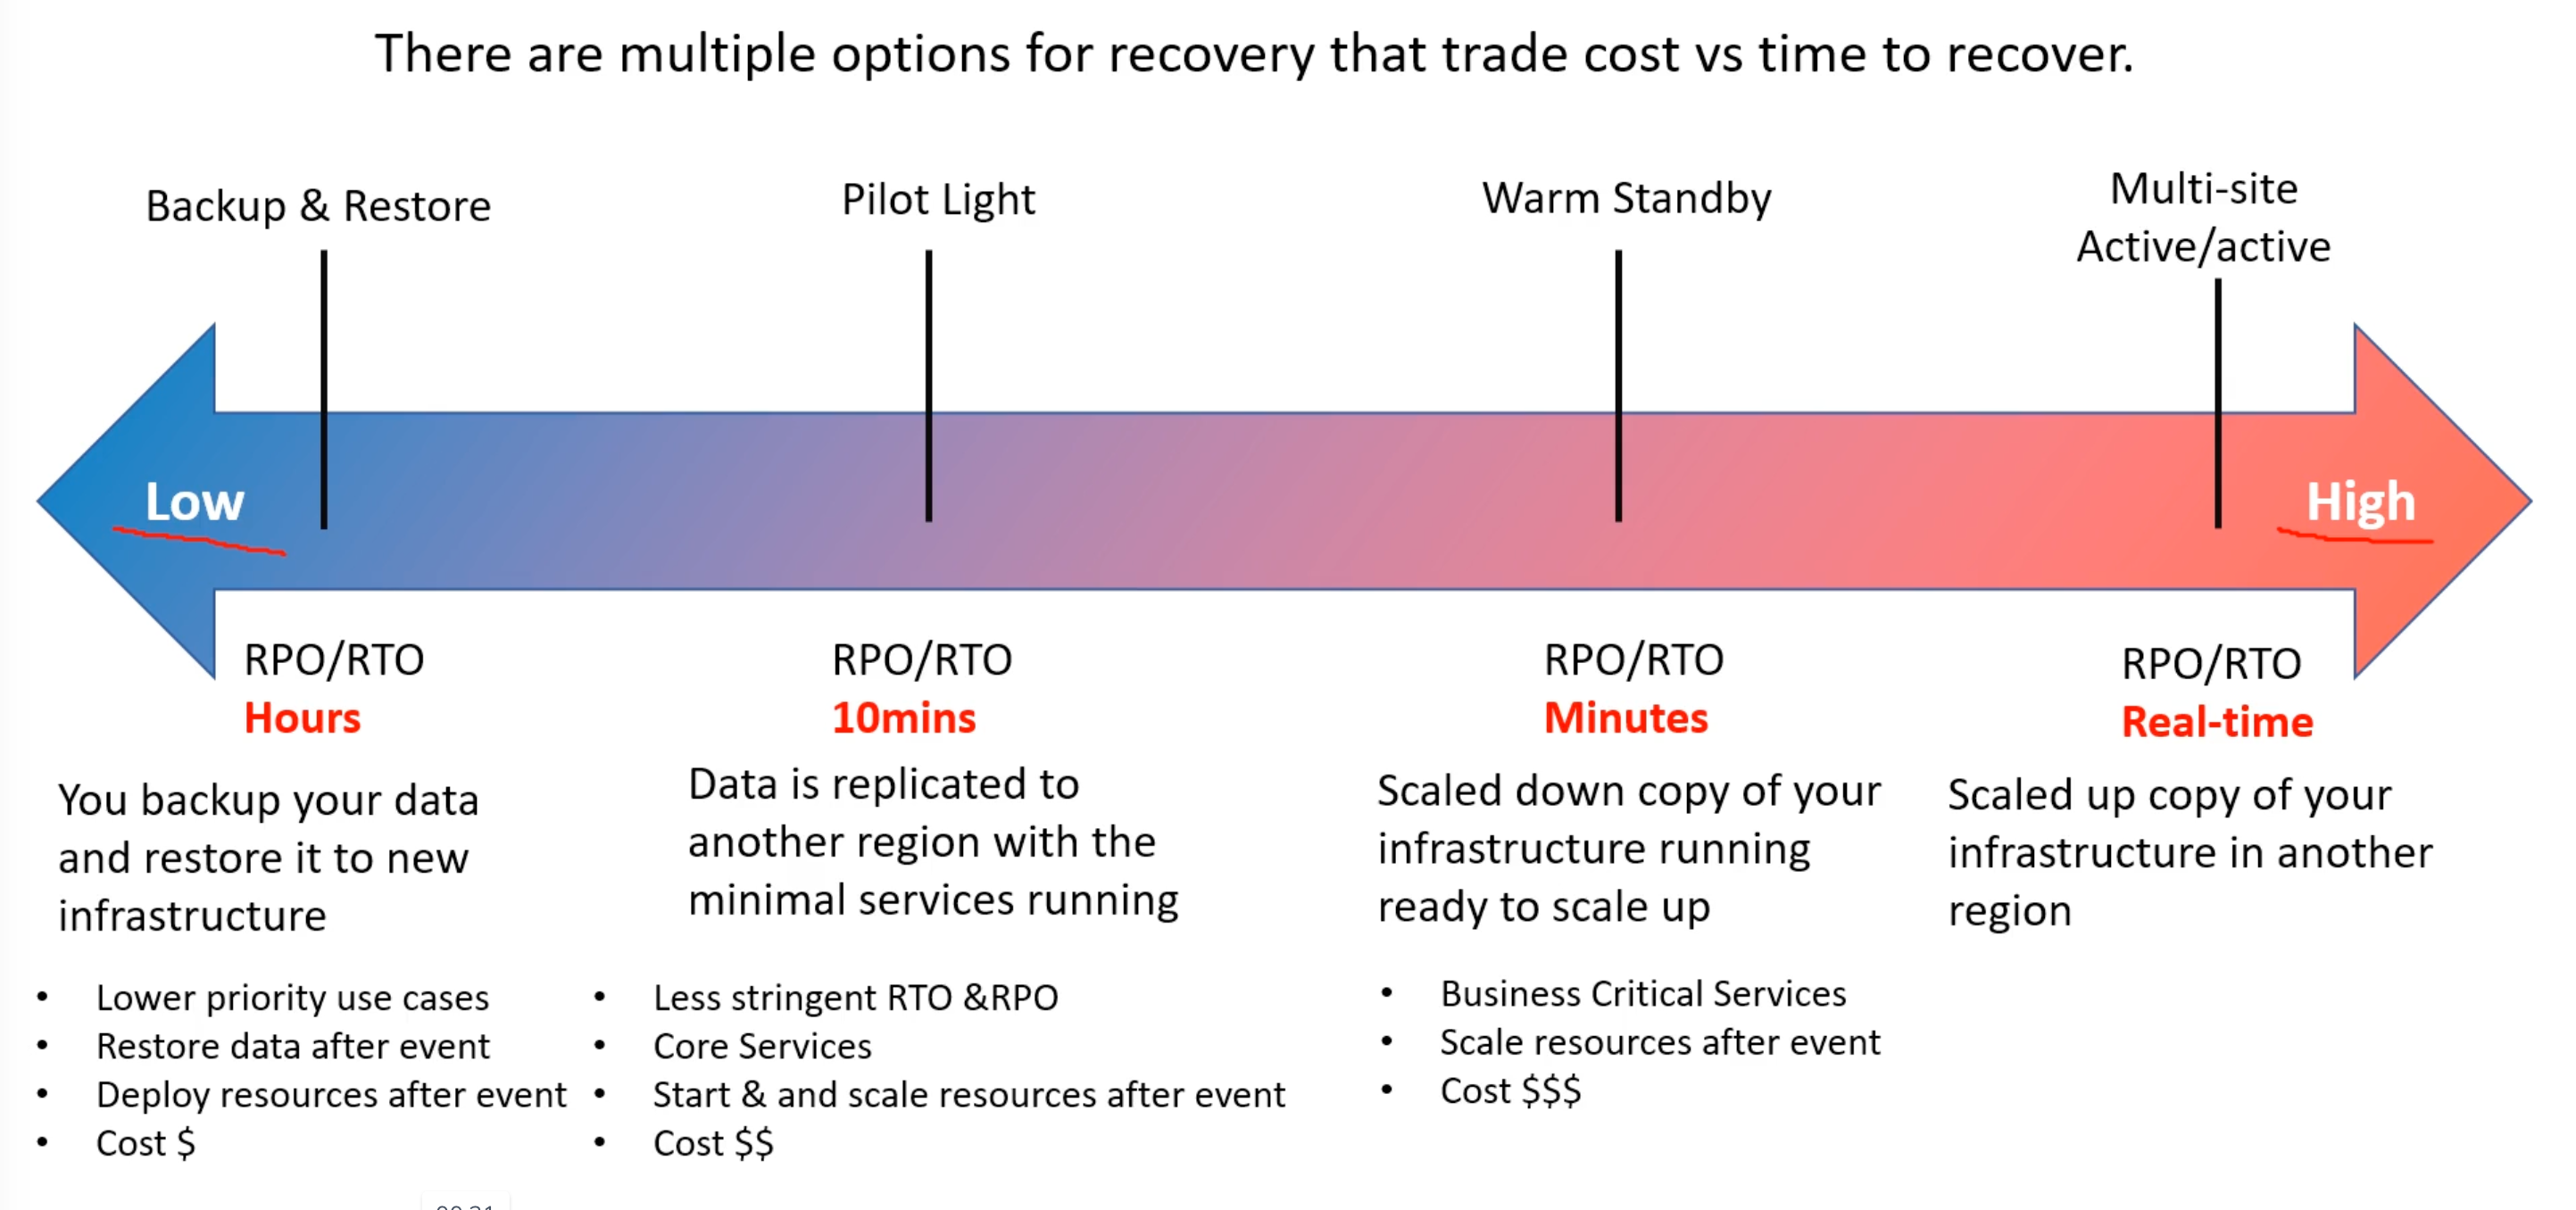 There are multiple options for recovery that trade cost vs time to recover.
Backup & Restore
Pilot Light
Warm Standby
Multi-site
Active/active
Low
High
RPO/RTO
Hours
You backup your data
and restore it to new
infrastructure
• Lower priority use cases
• Restore data after event
• Deploy resources after event
• Cost $
RPO/RTO
10mins
Data is replicated to
another region with the
minimal services running
• Less stringent RTO &RPO
• Core Services
• Start & and scale resources after event
• Cost $$
RPO/RTO
Minutes
Scaled down copy of your
infrastructure running
ready to scale up
• Business Critical Services
• Scale resources after event
• Cost $$$
RPO/RTO
Real-time
Scaled up copy of your
infrastructure in another
region